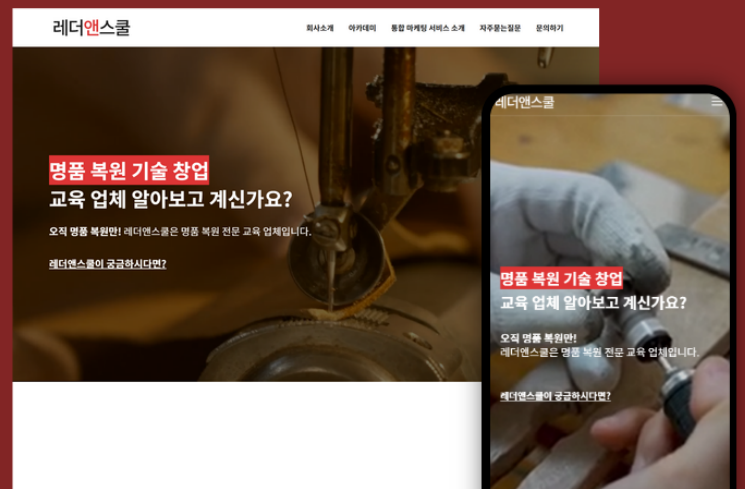 레더앤스쿨
회사소개 아카데미 통합 마케팅 서비스 소개 자주묻는질문 문의하기
명품 복원 기술 창업
교육 업체 알아보고 계신가요?
오직 명품 복원만! 레더앤스쿨은 명품 복원 전문 교육 업체입니다.
레더앤스쿨이 궁금하시다면?
레더앤스쿨
명품 복원 기술 창업
교육 업체 알아보고 계신가요?
오직 명품 복원만!
레더앤스쿨은 명품 복원 전문 교육 업체입니다.
레더앤스쿨이 궁금하시다면?